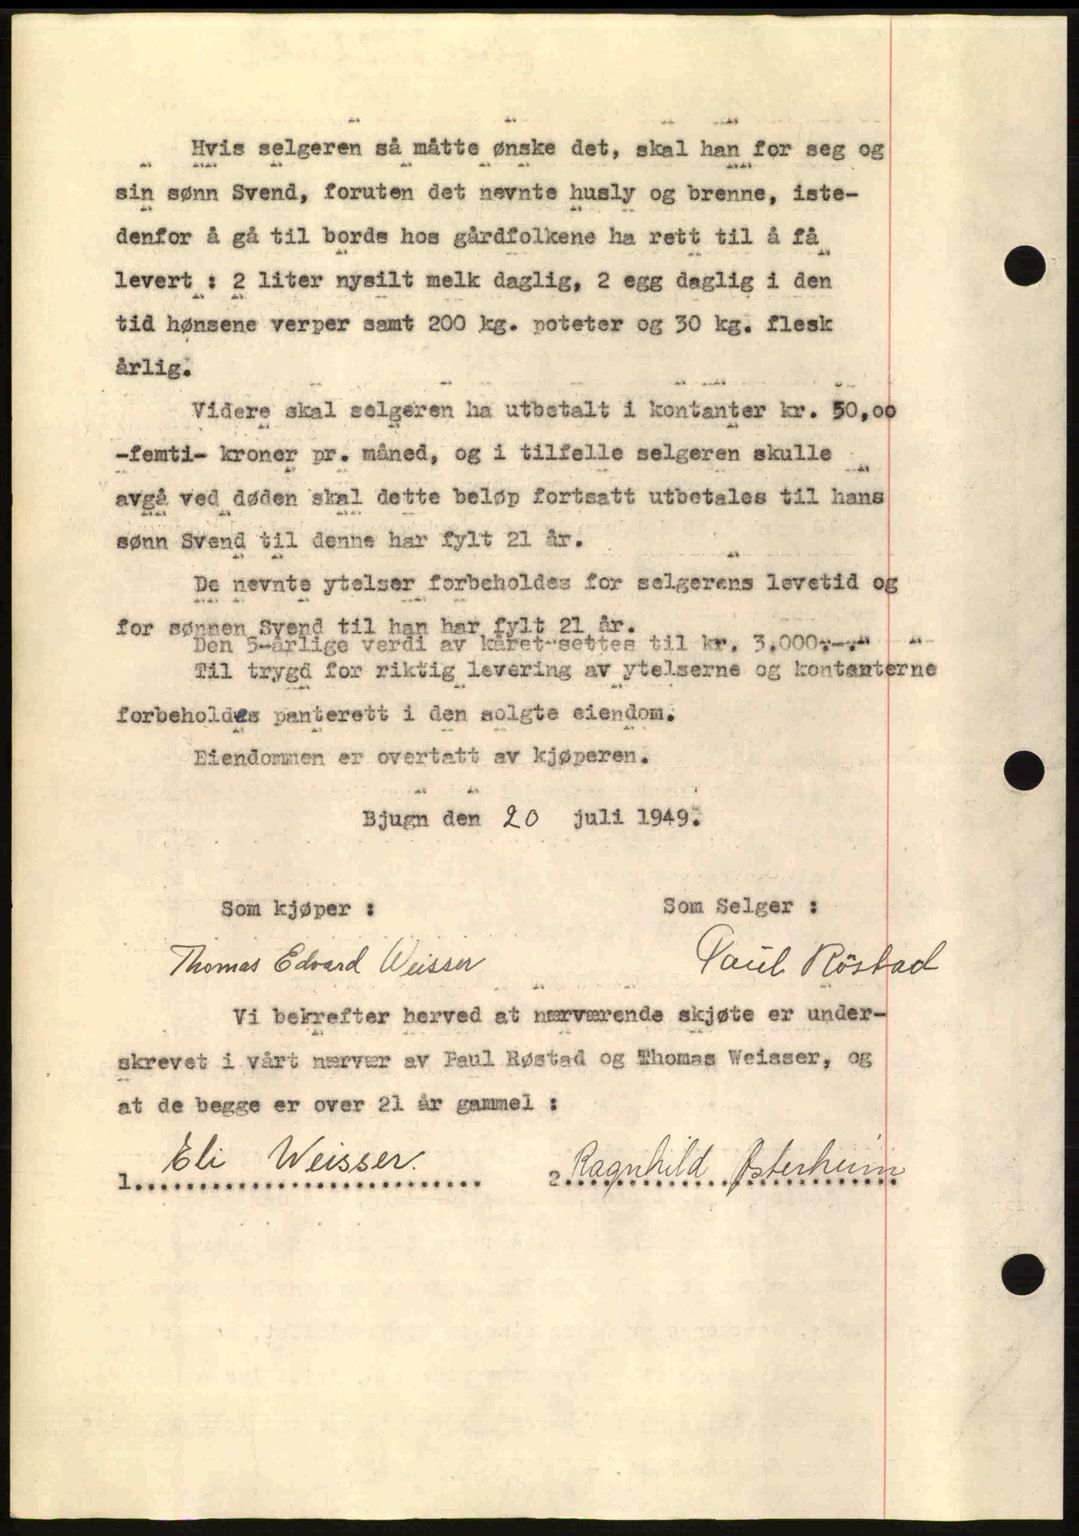 Hvis selgeren så måtte ønske det, skal han for seg og
sin sønn Svend, foruten det nevnte husly og brenne, iste-
denfor å gå til bords hos gårdfolkene ha rett til å få
levert : 2 liter nysilt melk daglig, 2 egg daglig i den
tid hønsene verper samt 200 kg. poteter og 30 kg. flesk
årlig.
Videre skal selgeren ha utbetalt i kontanter kr. 50,00
-femti- kroner pr. måned, og i tilfelle selgeren skulle
avgå ved døden skal dette beløp fortsatt utbetales til hans
sønn Svend til denne har fylt 21 år.
De nevnte ytelser forbeholdes for selgerens levetid og
for sønnen Svend til han har fylt 21 år.
Den 5-årlige verdi av kåret settes til kr. 3.000.-.
Til trygd for riktig levering av ytelserne og kontanterne
forbeholdes panterett i den solgte eiendom.
Eiendommen er overtatt av kjøperen.
Bjugn den 20 juli 1949.
Som kjøper : Som Selger :
Thomas Edvard Weisser Paul Röstad
Vi bekrefter herved at nærværende skjøte er under-
skrevet i vårt nærvær av Paul Røstad og Thomas Weisser, og
at de begge er over 21 år gammel :
1. Eli Weisser. 2. Ragnhild Østerheim